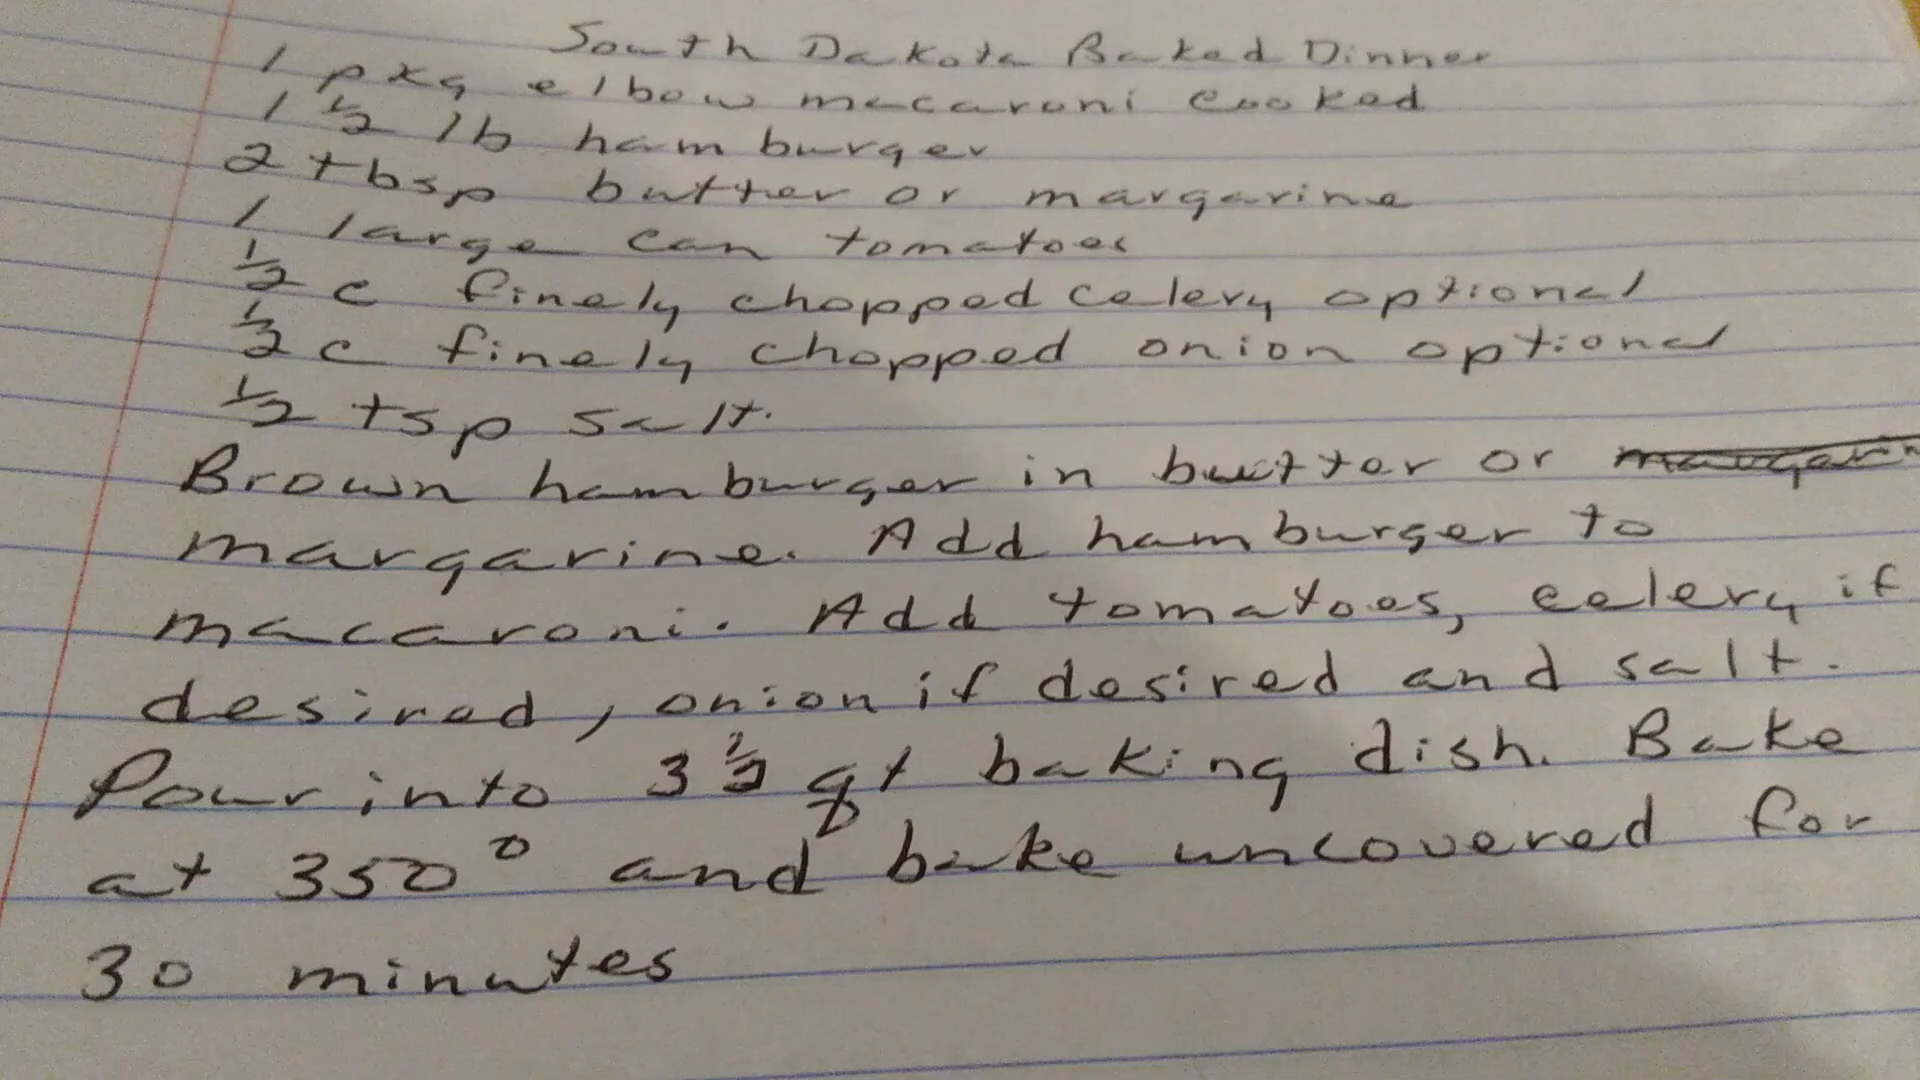 South Dakota Baked Dinner
1 pkg elbow macaroni cooked
1 ½ lb hamburger
2 tbsp butter or margarine
1 large can tomatoes
½ c finely chopped celery optional
½ c finely chopped onion optional
½ tsp salt.
Brown hamburger in butter or
margarine. Add hamburger to
macaroni. Add tomatoes, celery if
desired, onion if desired and salt.
Pour into 3 ½ qt baking dish. Bake
at 350° and bake uncovered for
30 minutes